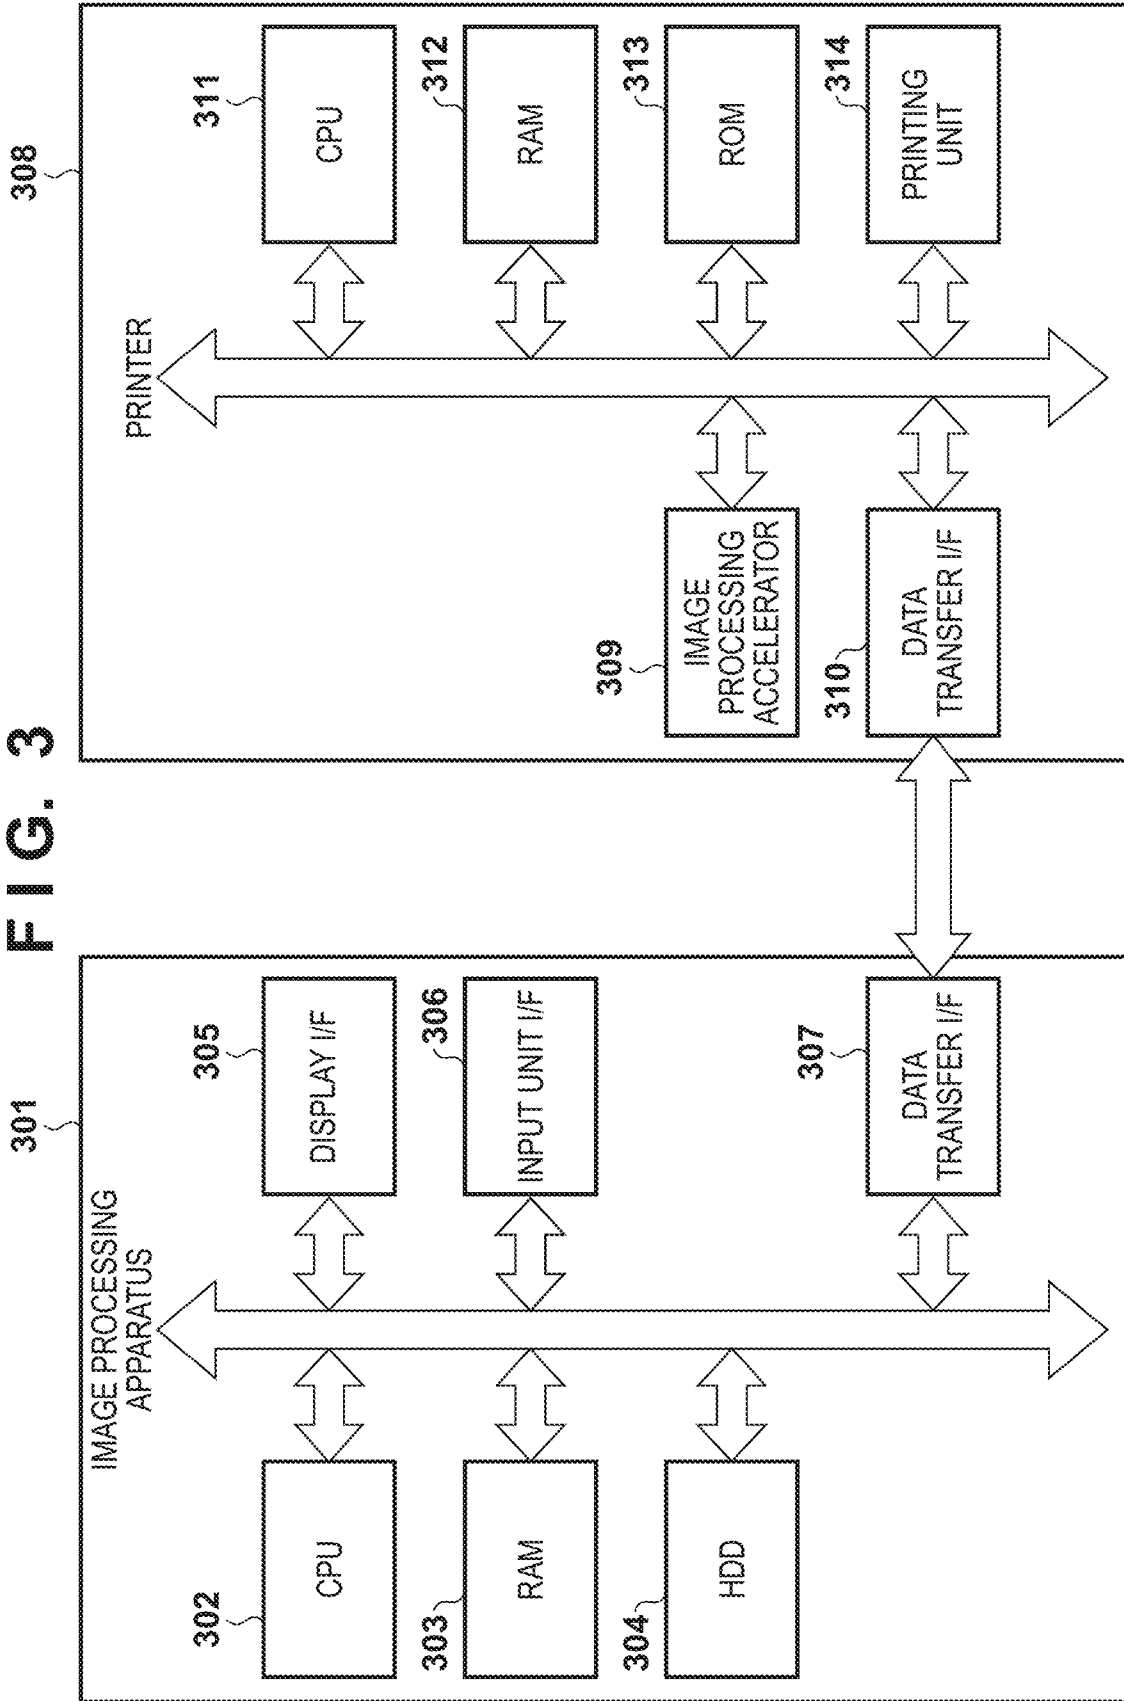 FIG. 3
301
IMAGE PROCESSING
APPARATUS
302
CPU
303
RAM
304
HDD
305
DISPLAY I/F
306
INPUT UNIT I/F
307
DATA
TRANSFER I/F
308
PRINTER
309
IMAGE
PROCESSING
ACCELERATOR
310
DATA
TRANSFER I/F
311
CPU
312
RAM
313
ROM
314
PRINTING
UNIT